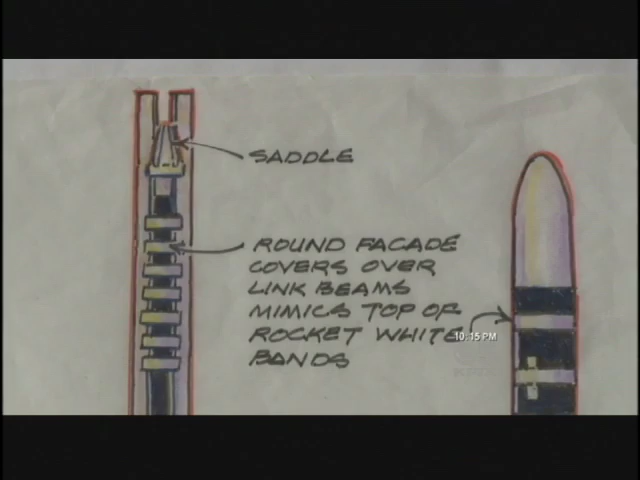 SADDLE
ROUND FACADE
COVERS OVER
LINK BEAMS
MIMICS TOP OF
ROCKET WHITE
BANDS
10:15 PM